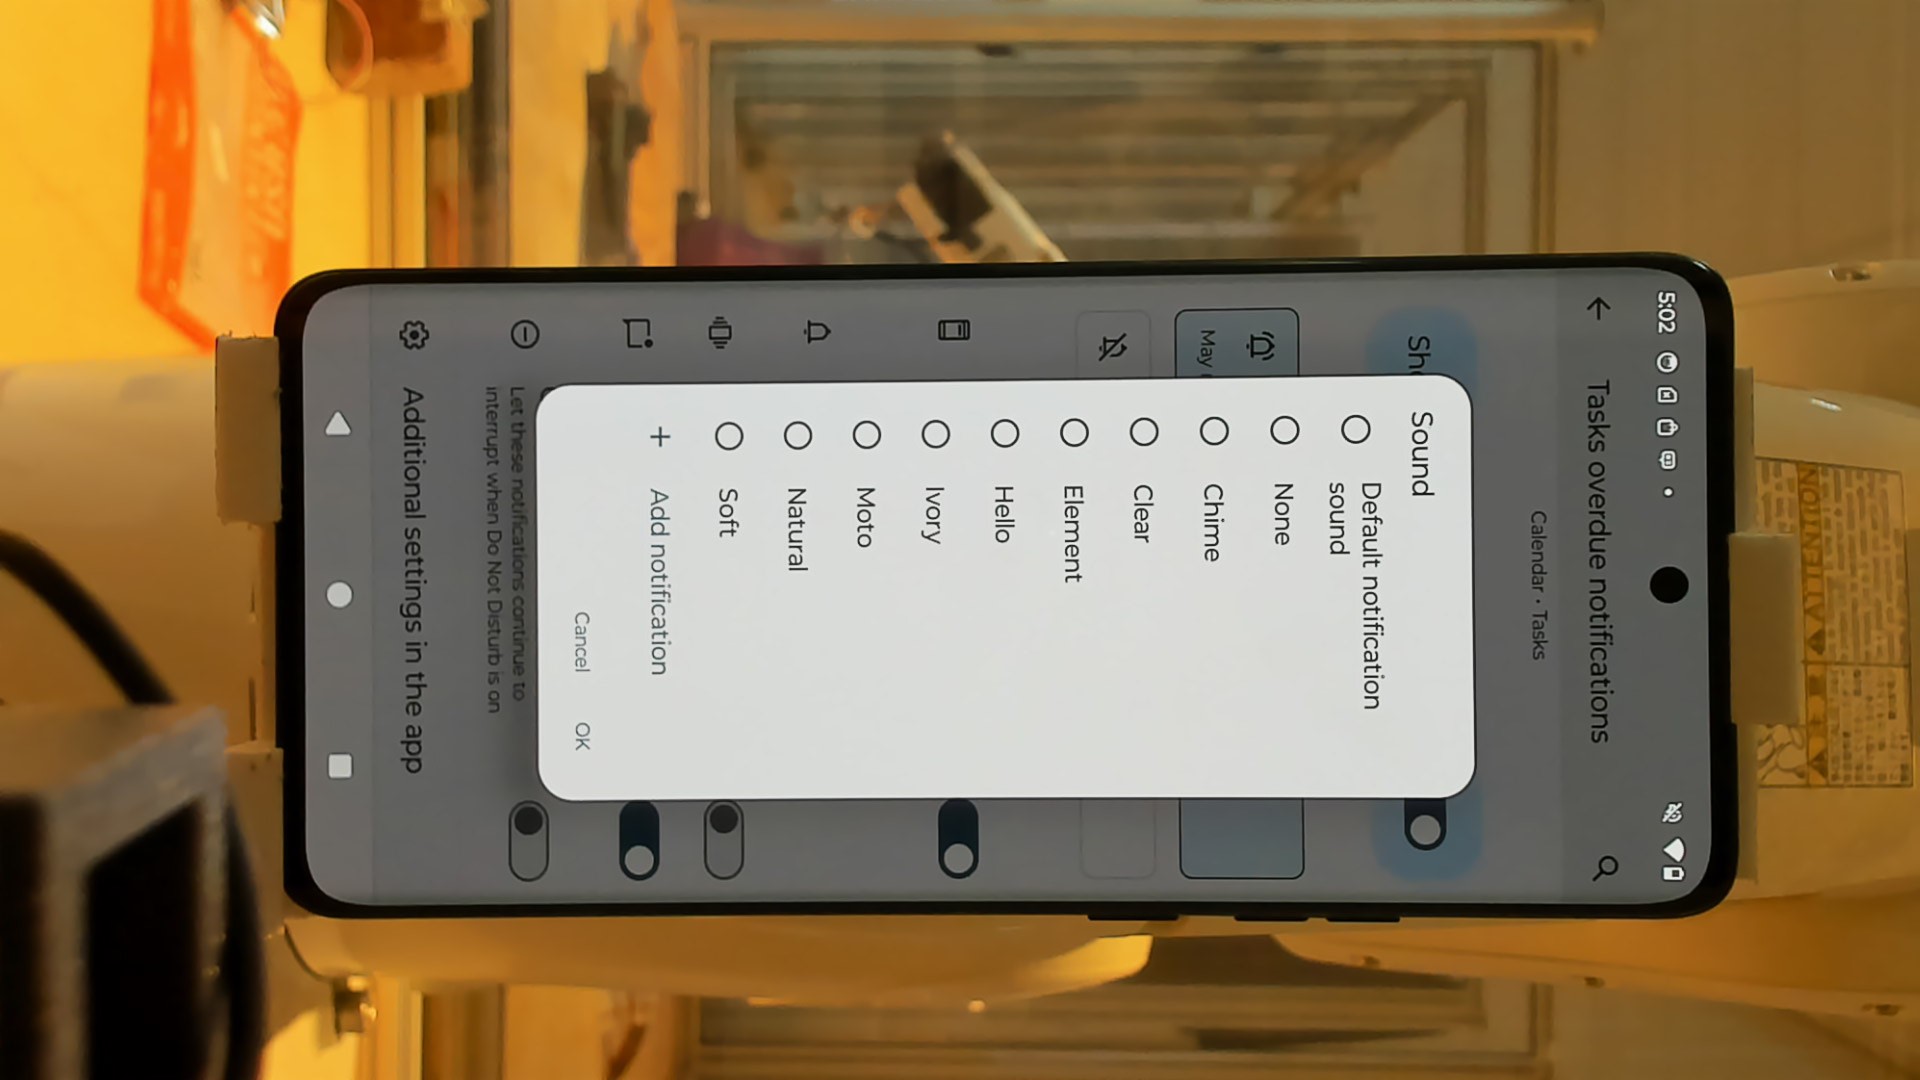 5:02
Tasks overdue notifications
Calendar • Tasks
Sh
May
Sound
Default notification
sound
None
Chime
Clear
Element
Hello
Ivory
Moto
Natural
Soft
+ Add notification
Cancel
OK
Let these notifications continue to
interrupt when Do Not Disturb is on
Additional settings in the app
ATTENTION